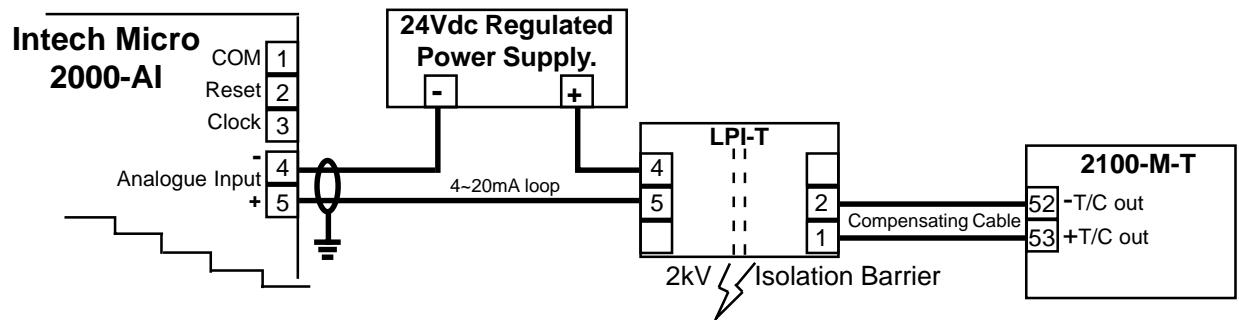 Intech Micro
2000-AI
COM 1
Reset 2
Clock 3
Analogue Input
- 4
+ 5
24Vdc Regulated
Power Supply.
- +
4~20mA loop
LPI-T
4
5
2
1
2kV Isolation Barrier
Compensating Cable
2100-M-T
52 -T/C out
53 +T/C out